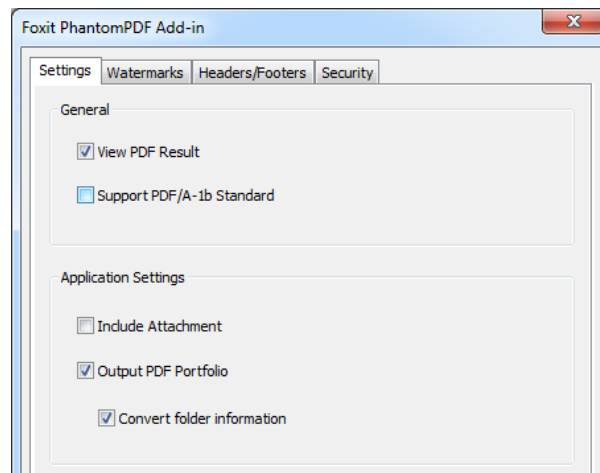 Foxit PhantomPDF Add-in
Settings Watermarks Headers/Footers Security
General
View PDF Result
Support PDF/A-1b Standard
Application Settings
Include Attachment
Output PDF Portfolio
Convert folder information